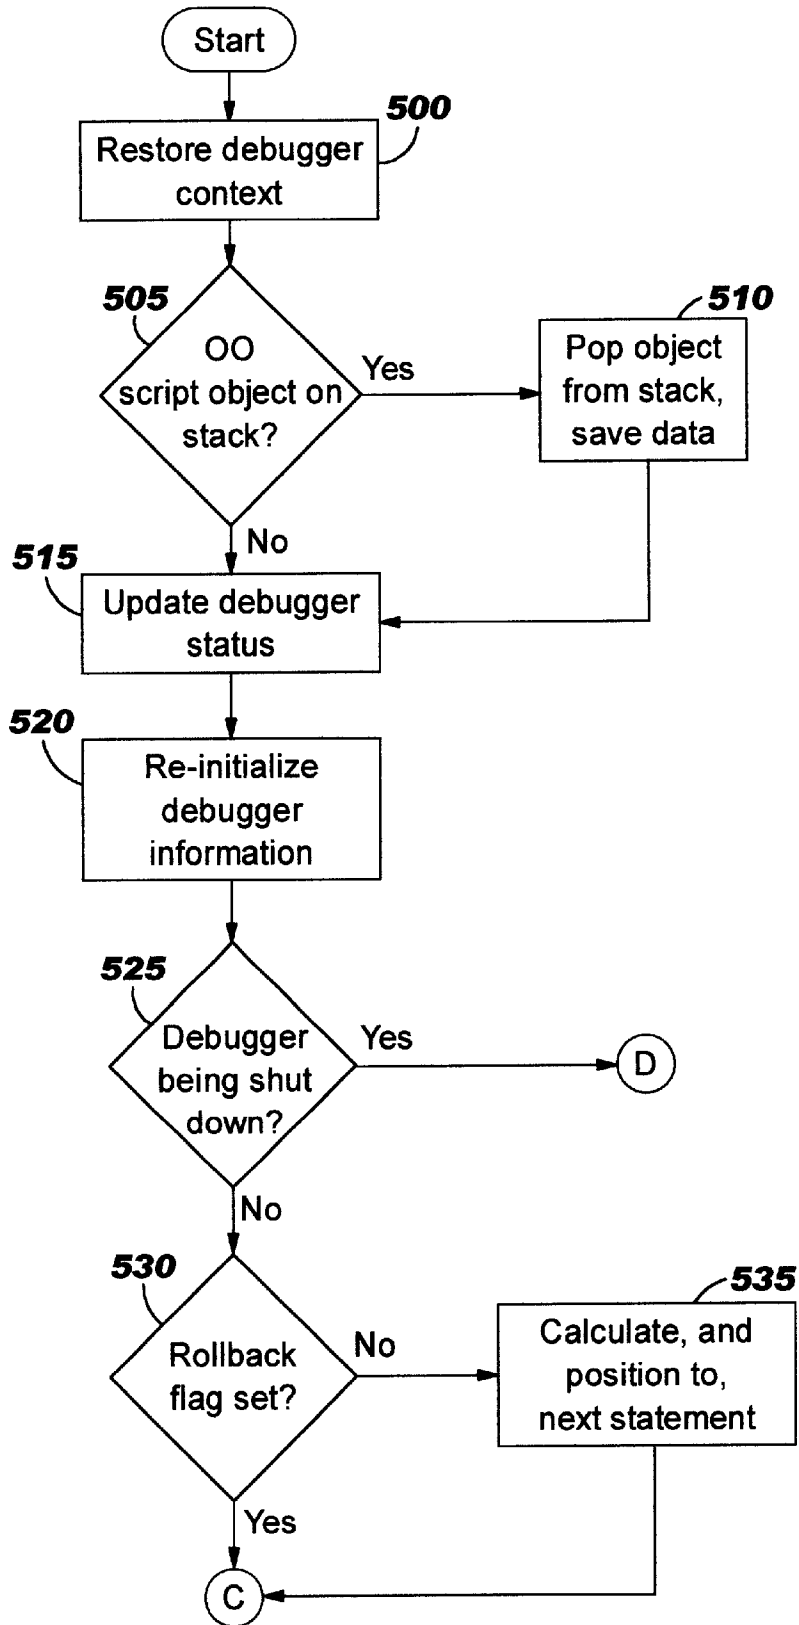 Start
500
Restore debugger
context
505
OO
script object on
stack?
Yes
510
Pop object
from stack,
save data
No
515
Update debugger
status
520
Re-initialize
debugger
information
525
Debugger
being shut
down?
Yes
D
No
530
Rollback
flag set?
No
535
Calculate, and
position to,
next statement
Yes
C